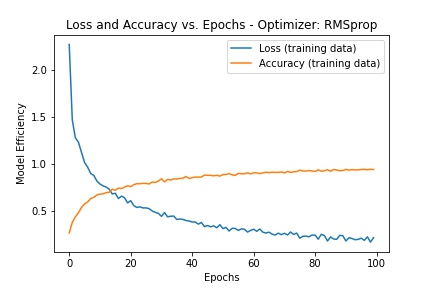 Loss and Accuracy vs. Epochs - Optimizer: RMSprop
Loss (training data)
Accuracy (training data)
Model Efficiency
2.0
1.5
1.0
0.5
0 20 40 60 80 100
Epochs